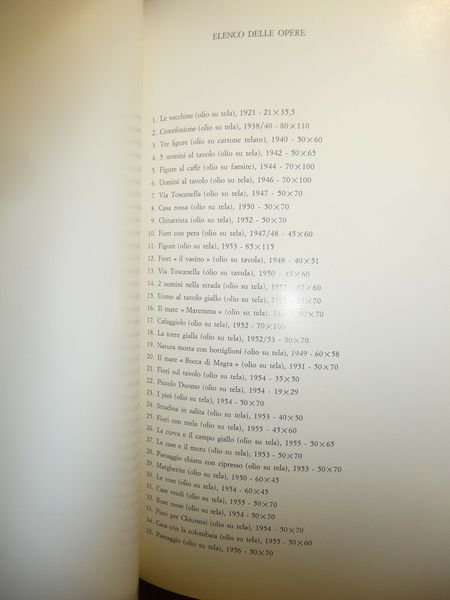 ELENCO DELLE OPERE
1. Le vecchine (olio su tela), 1921 - 21×35,5
2. Crocefissione (olio su tela), 1938/40 - 80×110
3. Tre figure (olio su cartone telato), 1940 - 50×60
4. 5 uomini al tavolo (olio su tela), 1942 - 50×65
5. Figure al caffè (olio su faesite), 1944 - 70×100
6. Uomini al tavolo (olio su tela), 1946 - 70×100
7. Via Toscanella (olio su tela), 1947 - 50×70
8. Casa rossa (olio su tela), 1950 - 50×70
9. Chitarrista (olio su tela), 1952 - 50×70
10. Fiori con pera (olio su tela), 1947/48 - 45×60
11. Figure (olio su tela), 1953 - 85×115
12. Fiori « il vasino » (olio su tavola), 1948 - 40×51
13. Via Toscanella (olio su tavola), 1950 - 45×60
14. 2 uomini nella strada (olio su tela), - 45×60
15. Uomo al tavolo giallo (olio su tela), - 50×70
16. Il mare « Maremma » (olio su tela), - 50×70
17. Cafaggiolo (olio su tela), 1952 - 70×100
18. La torre gialla (olio su tela), 1952/53 - 50×70
19. Natura morta con bottiglioni (olio su tela), 1949 - 60×58
20. Il mare « Bocca di Magra » (olio su tela), 1951 - 50×70
21. Fiori sul tavolo (olio su tela), 1954 - 35×50
22. Piccolo Duomo (olio su tela), 1954 - 19×29
23. I pini (olio su tela), 1954 - 50×70
24. Stradina in salita (olio su tela), 1953 - 40×50
25. Fiori con mela (olio su tela), 1955 - 45×60
26. La curva e il campo giallo (olio su tela), 1955 - 50×65
27. Le case e il muro (olio su tela), 1953 - 50×70
28. Paesaggio chiaro con cipresso (olio su tela), 1953 - 50×70
29. Margherite (olio su tela), 1950 - 60×45
30. Le rose (olio su tela), 1954 - 60×45
31. Case verdi (olio su tela), 1955 - 50×70
32. Rose rosse (olio su tela), 1954 - 50×70
33. Fiori per Chiurazzi (olio su tela), 1954 - 50×70
34. Casa con la colombaia (olio su tela), 1955 - 50×60
35. Paesaggio (olio su tela), 1956 - 50×70